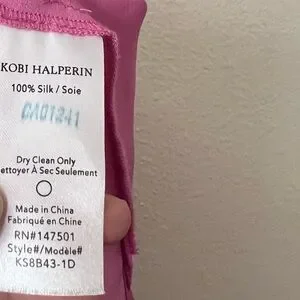 KOBI HALPERIN
100% Silk / Soie
CA01241
Dry Clean Only
ettoyer À Sec Seulement
Made in China
Fabriqué en Chine
RN#147501
Style#/Modèle#
KS8B43-1D